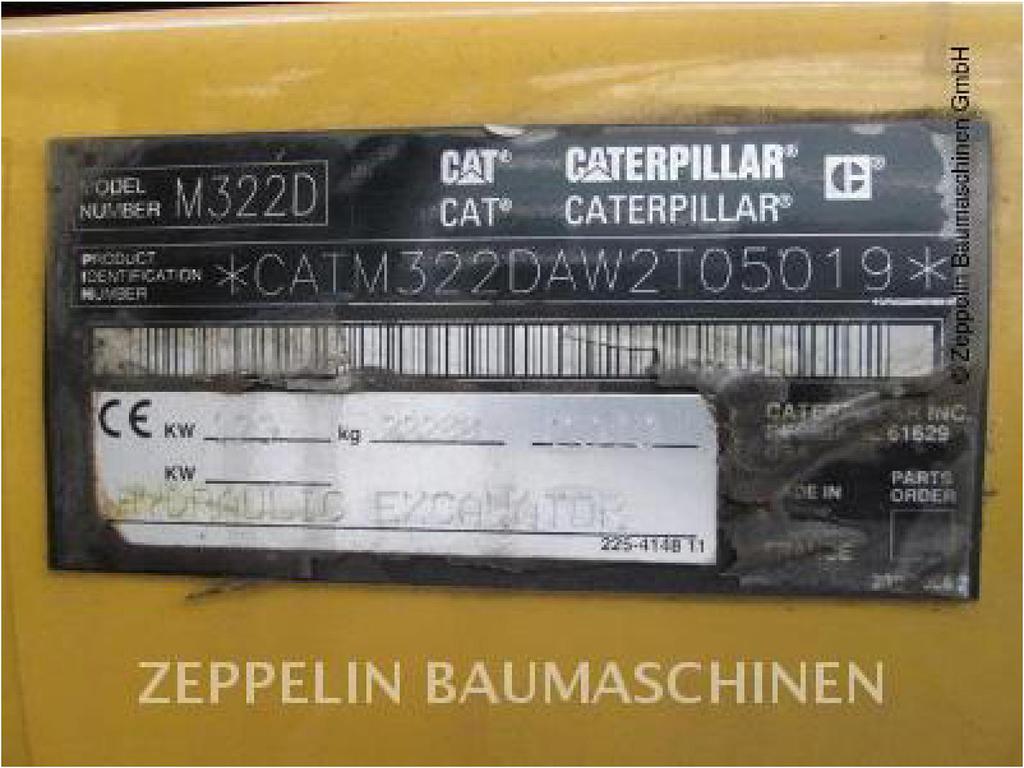 MODEL NUMBER M322D
CAT® CATERPILLAR® ®
CAT® CATERPILLAR®
PRODUCT IDENTIFICATION NUMBER *CATM322DAW2T05019*
CE KW kg
KW
HYDRAULIC EXCAVATOR
225-4148 11
INC.
61629
IN
PARTS
ORDER
© Zeppelin Baumaschinen GmbH
ZEPPELIN BAUMASCHINEN